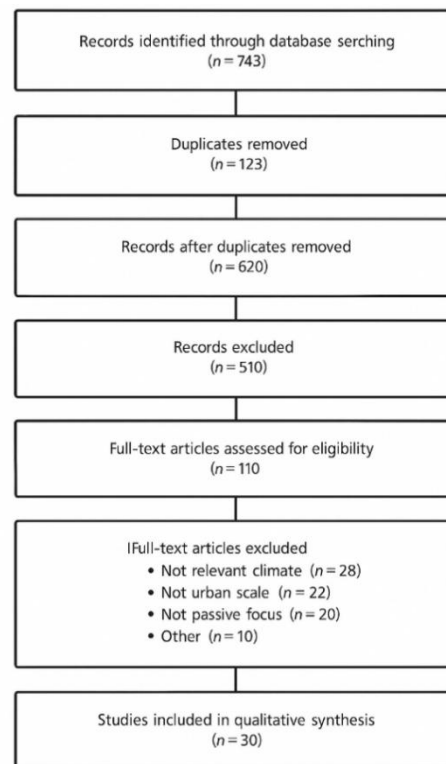 Records identified through database serching
(n = 743)
Duplicates removed
(n = 123)
Records after duplicates removed
(n = 620)
Records excluded
(n = 510)
Full-text articles assessed for eligibility
(n = 110
IFull-text articles excluded
• Not relevant climate (n = 28)
• Not urban scale (n = 22)
• Not passive focus (n = 20)
• Other (n = 10)
Studies included in qualitative synthesis
(n = 30)